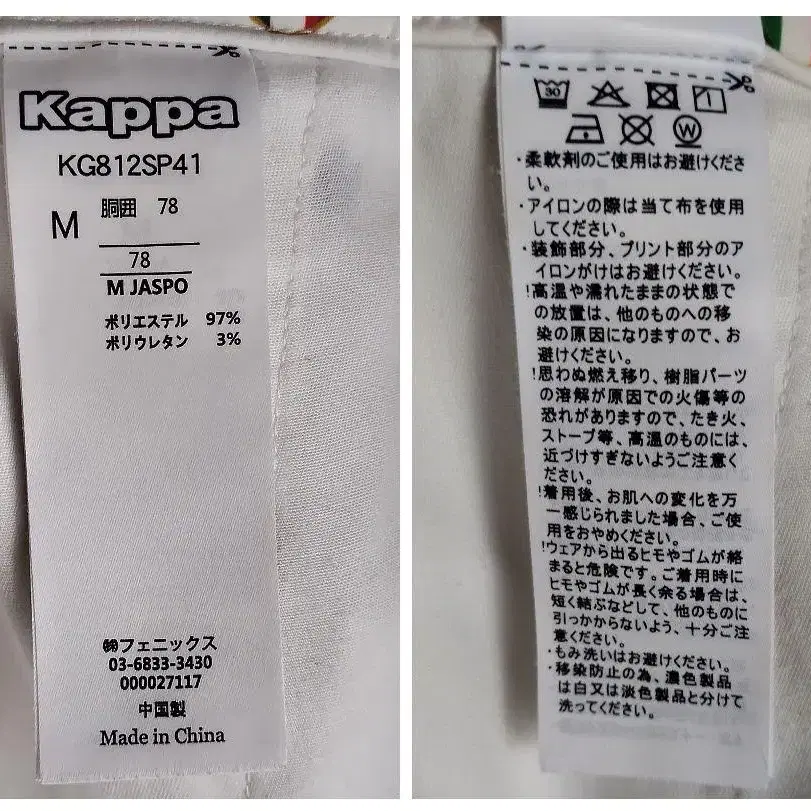 Kappa
KG812SP41
M
胴囲 78
78
M JASPO
ポリエステル 97%
ポリウレタン 3%
㈱フェニックス
03-6833-3430
000027117
中国製
Made in China
30
W
・柔軟剤のご使用はお避けくださ
い。
・アイロンの際は当て布を使用
してください。
・装飾部分、プリント部分のア
イロンがけはお避けください。
!高温や濡れたままの状態で
の放置は、他のものへの移
染の原因になりますので、お
避けください。
!思わぬ燃え移り、樹脂パーツ
の溶解が原因での火傷等の
恐れがありますので、たき火、
ストーブ等、高温のものには、
近づけすぎないようご注意く
ださい。
!着用後、お肌への変化を万
一感じられました場合、ご使
用をおやめください。
!ウェアから出るヒモやゴムが絡
まると危険です。ご着用時に
ヒモやゴムが長く余る場合は、
短く結ぶなどして、他のものに
引っかからないよう、十分ご注
意ください。
・もみ洗いはお避けください。
・移染防止の為、濃色製品
は白又は淡色製品と分けて
洗ってください。